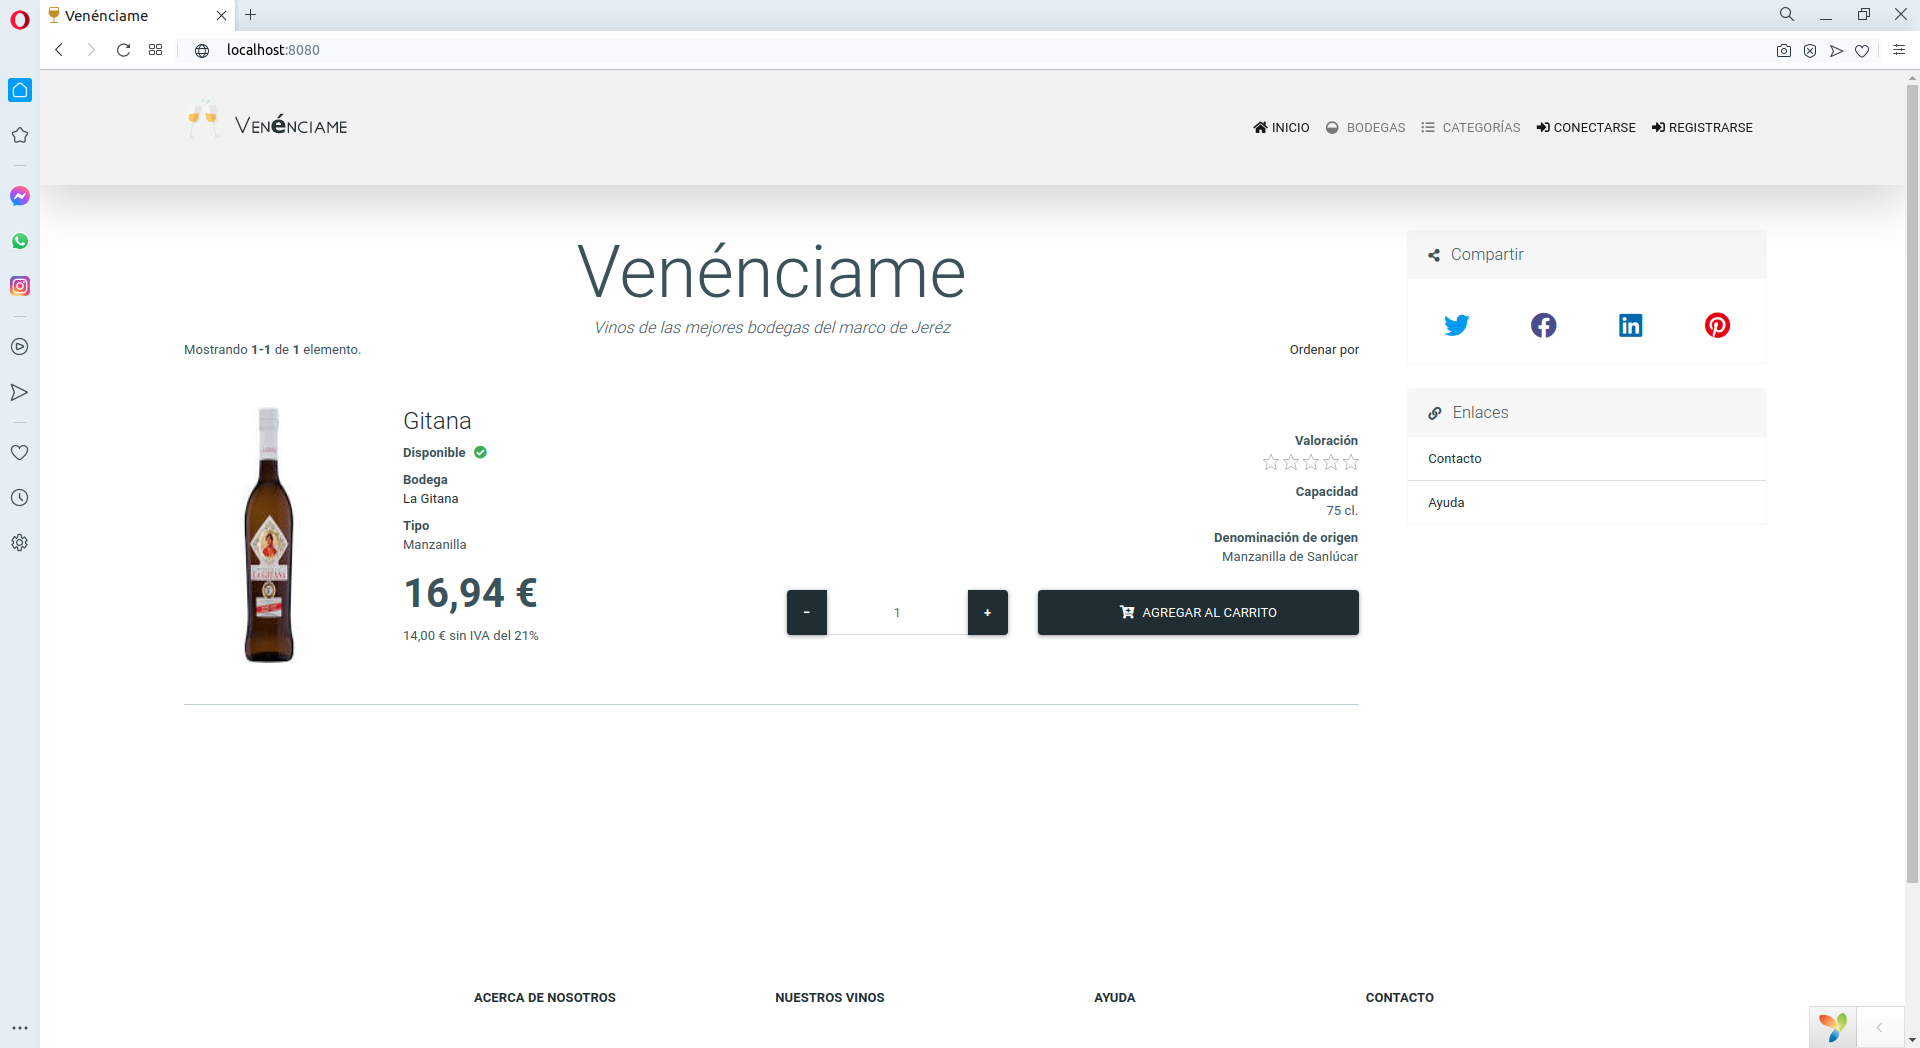 Venénciame
localhost:8080
Venénciame
INICIO
BODEGAS
CATEGORÍAS
CONECTARSE
REGISTRARSE
Venénciame
Vinos de las mejores bodegas del marco de Jeréz
Mostrando 1-1 de 1 elemento.
Ordenar por
Gitana
Disponible
Bodega
La Gitana
Tipo
Manzanilla
16,94 €
14,00 € sin IVA del 21%
Valoración
Capacidad
75 cl.
Denominación de origen
Manzanilla de Sanlúcar
-
1
+
AGREGAR AL CARRITO
Compartir
Enlaces
Contacto
Ayuda
ACERCA DE NOSOTROS
NUESTROS VINOS
AYUDA
CONTACTO